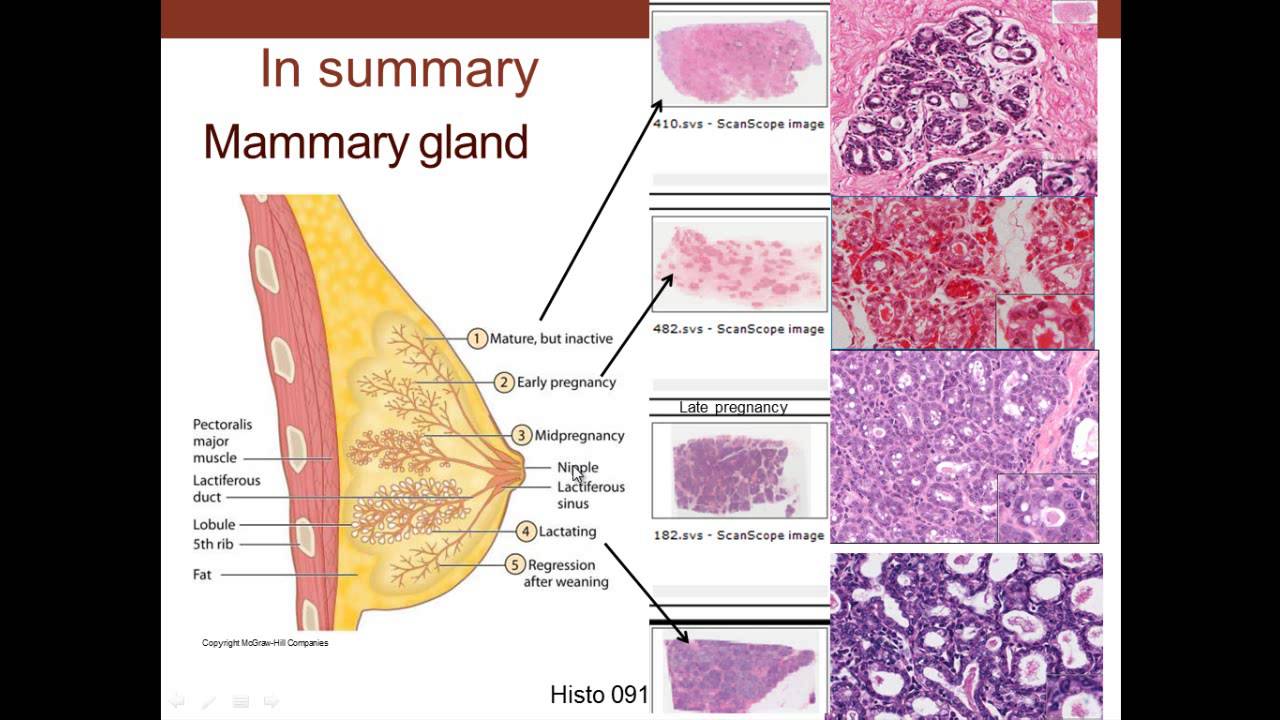 In summary
Mammary gland
410.svs - ScanScope image
482.svs - ScanScope image
Late pregnancy
182.svs - ScanScope image
1 Mature, but inactive
2 Early pregnancy
3 Midpregnancy
Nipple
Lactiferous
sinus
4 Lactating
5 Regression
after weaning
Pectoralis
major
muscle
Lactiferous
duct
Lobule
5th rib
Fat
Copyright McGraw-Hill Companies
Histo 091